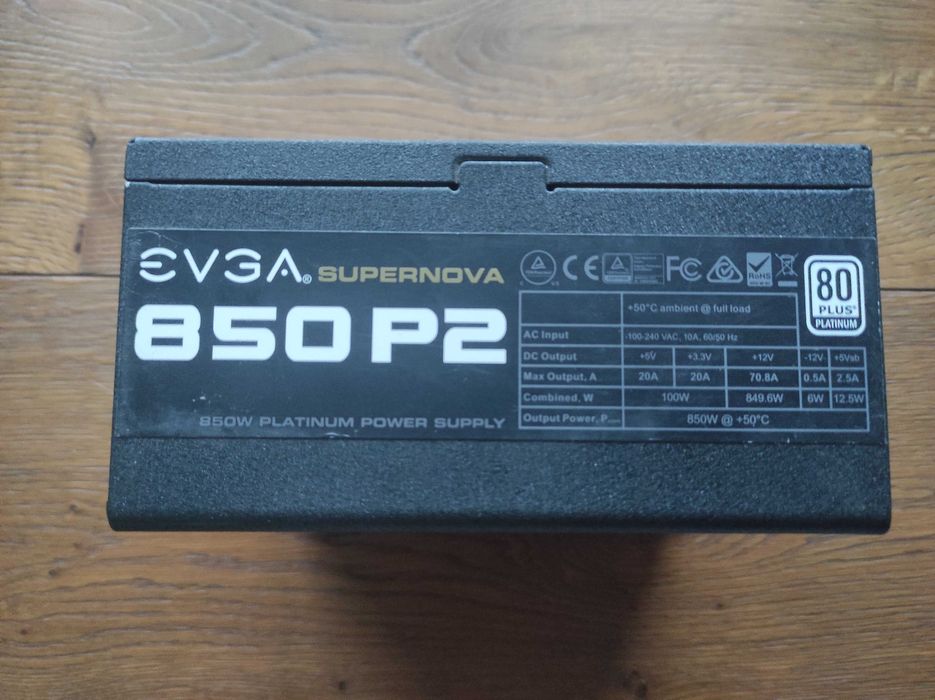 EVGA® SUPERNOVA
850 P2
850W PLATINUM POWER SUPPLY
CE FC RoHS
80
PLUS®
PLATINUM
+50°C ambient @ full load
AC Input 100-240 VAC, 10A, 60/50 Hz
DC Output +5V +3.3V +12V -12V +5Vsb
Max Output, A 20A 20A 70.8A 0.5A 2.5A
Combined, W 100W 849.6W 6W 12.5W
Output Power, P 850W @ +50°C